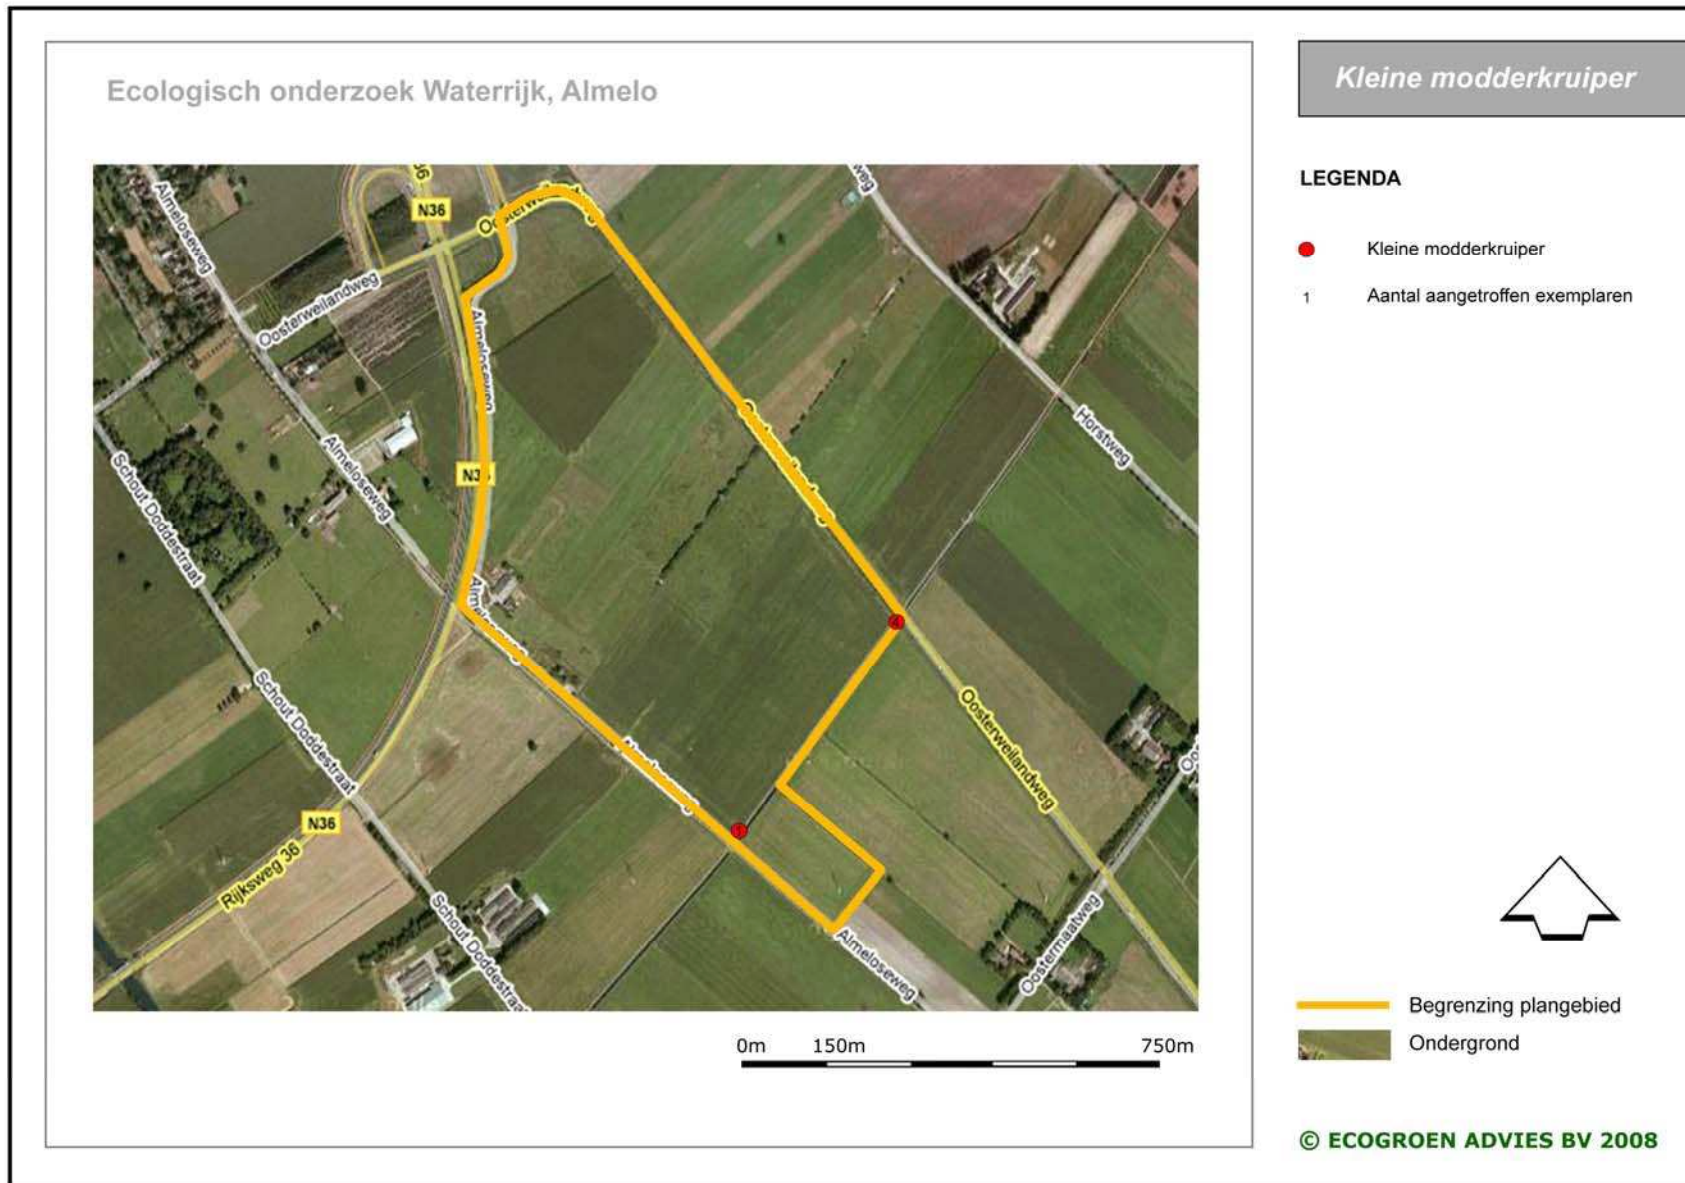 Ecologisch onderzoek Waterrijk, Almelo
Kleine modderkruiper
LEGENDA
Kleine modderkruiper
1 Aantal aangetroffen exemplaren
Almeloseweg
N36
Oosterweilandweg
Almeloseweg
Almeloseweg
Schout Doddestraat
Horstweg
4
Schout Doddestraat
Oosterweilandweg
N36
Rijksweg 36
1
Schout Doddestraat
Almeloseweg
Oostermaatweg
0m 150m 750m
Begrenzing plangebied
Ondergrond
© ECOGROEN ADVIES BV 2008